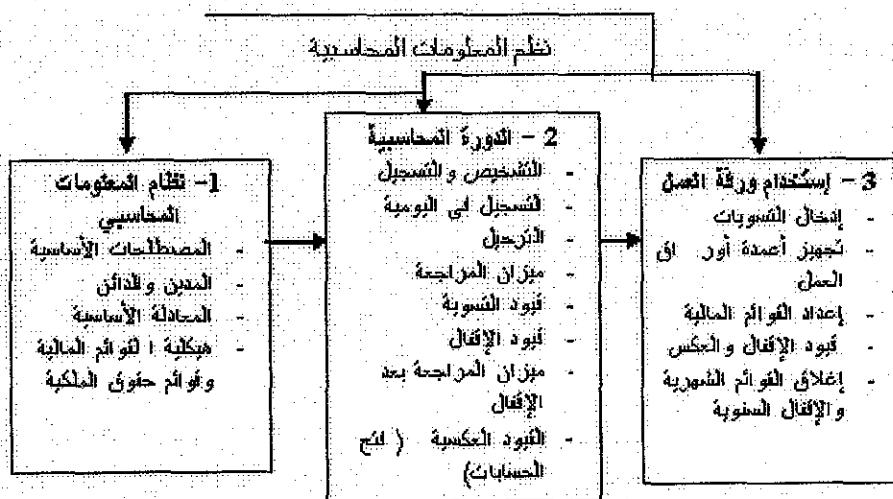 نظم المعلومات المحاسبية
1– نظام المعلومات
المحاسبي
- المصطلحات الأساسية
- المدين والدائن
- المعادلة الأساسية
- هيكلية القوائم المالية
وقوائم حقوق الملكية
2 – الدورة المحاسبية
- التشخيص والتسجيل
- التسجيل في اليومية
- الترحيل
- ميزان المراجعة
- قيود التسوية
- قيود الإقفال
- ميزان المراجعة بعد
الإقفال
- القيود العكسية ( فتح
الحسابات)
3 – إستخدام ورقة العمل
- إدخال التسويات
- تجهيز أعمدة أور اق
العمل
- إعداد القوائم المالية
- قيود الإقفال والعكس
- إغلاق القوائم الشهرية
والإقفال السنوية